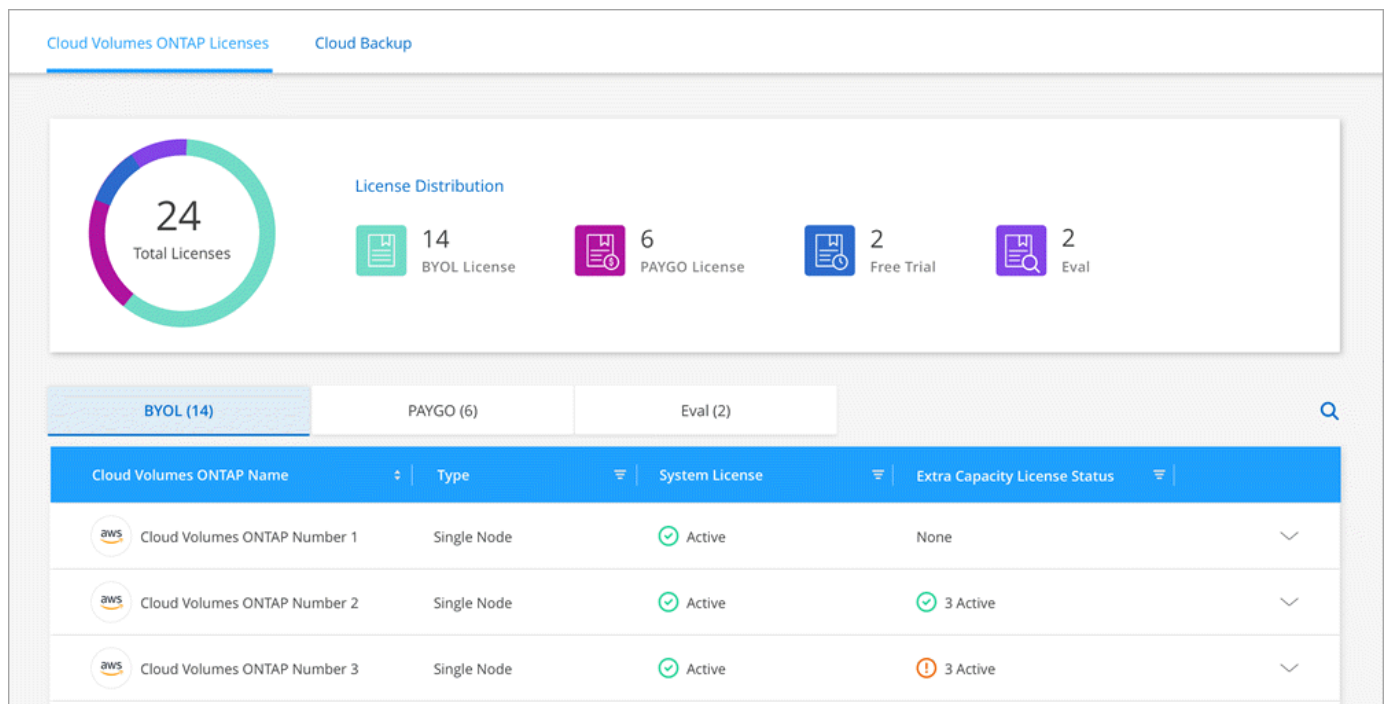 Cloud Volumes ONTAP Licenses Cloud Backup
24
Total Licenses
License Distribution
14
BYOL License
6
PAYGO License
2
Free Trial
2
Eval
BYOL (14) PAYGO (6) Eval (2)
Cloud Volumes ONTAP Name Type System License Extra Capacity License Status
aws Cloud Volumes ONTAP Number 1 Single Node Active None
aws Cloud Volumes ONTAP Number 2 Single Node Active 3 Active
aws Cloud Volumes ONTAP Number 3 Single Node Active 3 Active